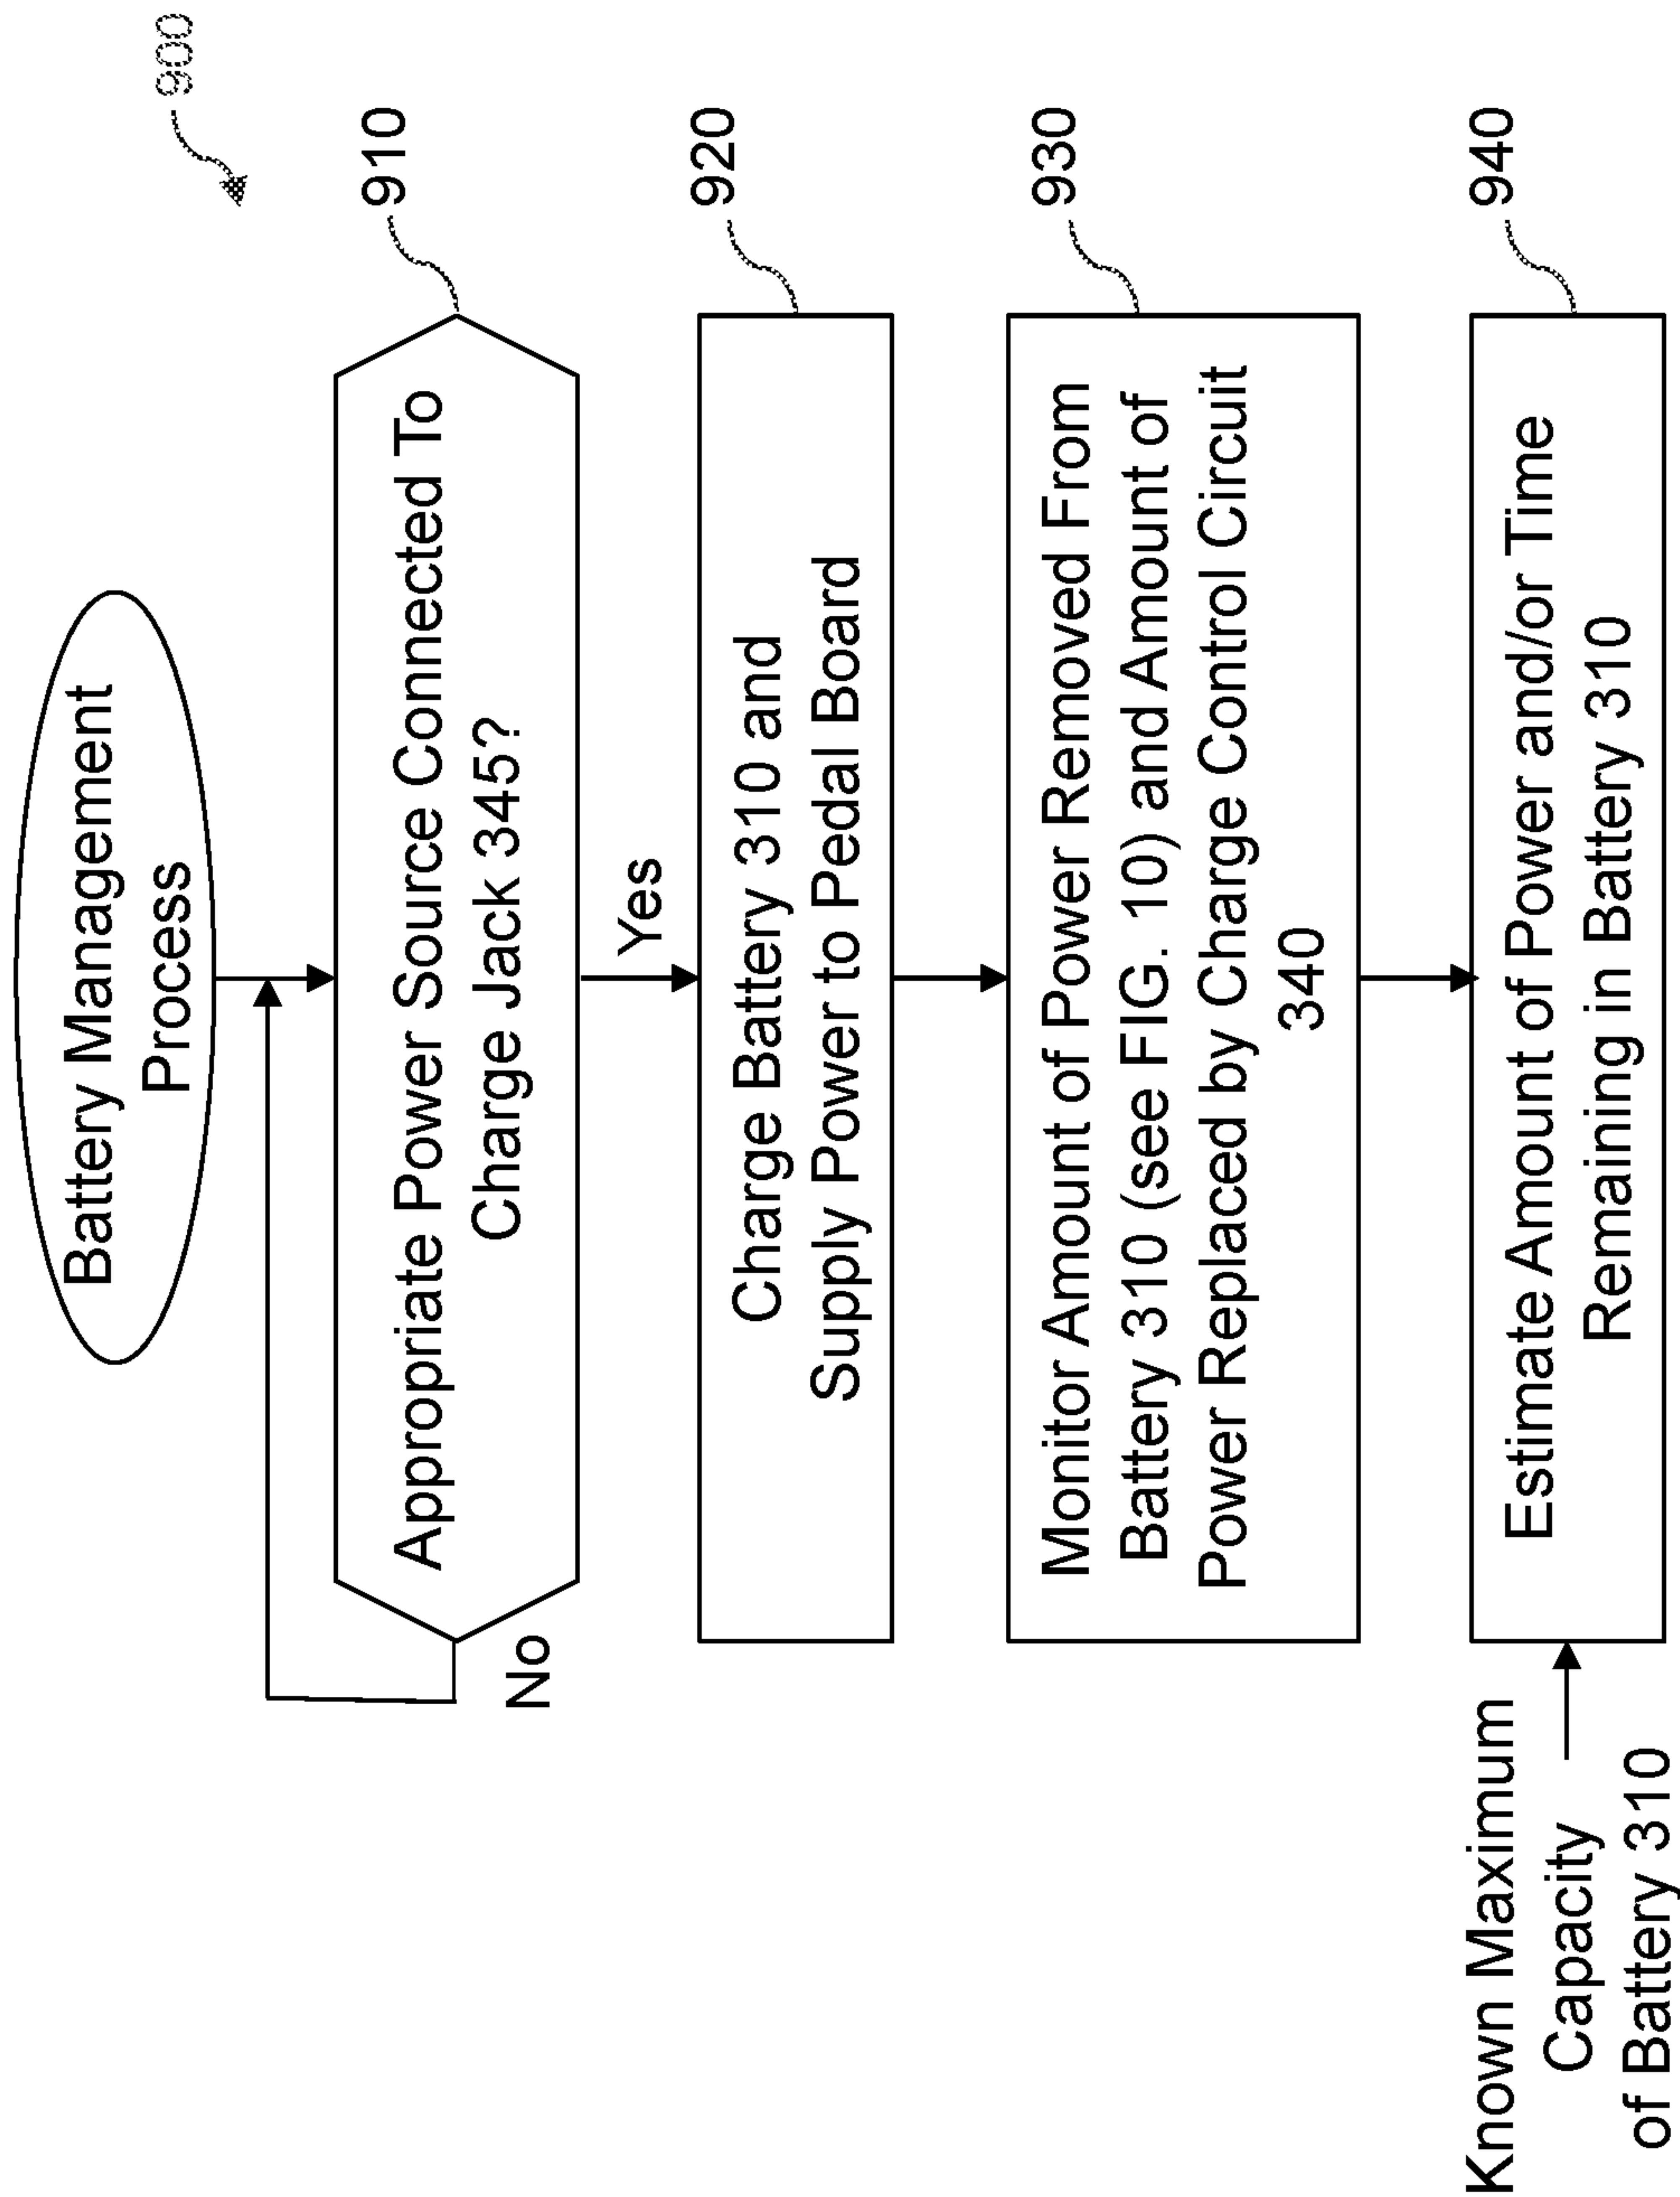 900
Battery Management
Process
910
Appropriate Power Source Connected To
Charge Jack 345?
No
Yes
920
Charge Battery 310 and
Supply Power to Pedal Board
930
Monitor Amount of Power Removed From
Battery 310 (see FIG. 10) and Amount of
Power Replaced by Charge Control Circuit
340
940
Estimate Amount of Power and/or Time
Remaining in Battery 310
Known Maximum
Capacity
of Battery 310